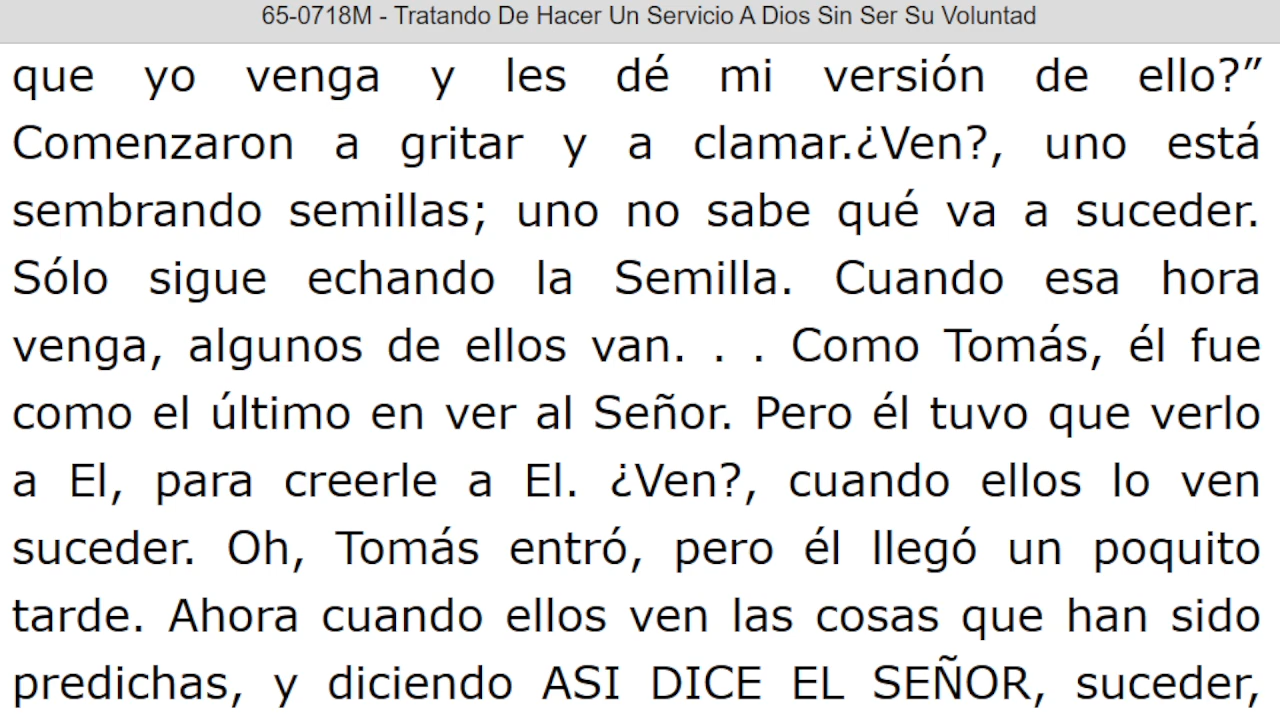 65-0718M - Tratando De Hacer Un Servicio A Dios Sin Ser Su Voluntad
que yo venga y les dé mi versión de ello?”
Comenzaron a gritar y a clamar.¿Ven?, uno está
sembrando semillas; uno no sabe qué va a suceder.
Sólo sigue echando la Semilla. Cuando esa hora
venga, algunos de ellos van. . . Como Tomás, él fue
como el último en ver al Señor. Pero él tuvo que verlo
a El, para creerle a El. ¿Ven?, cuando ellos lo ven
suceder. Oh, Tomás entró, pero él llegó un poquito
tarde. Ahora cuando ellos ven las cosas que han sido
predichas, y diciendo ASI DICE EL SEÑOR, suceder,